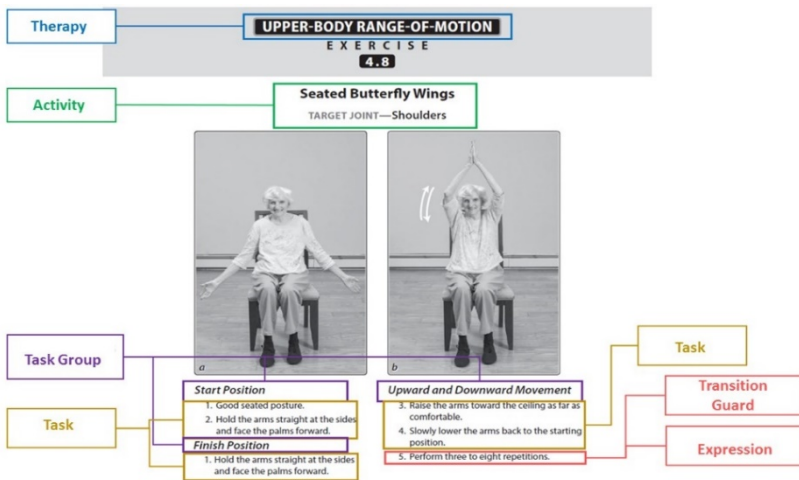 Therapy
UPPER-BODY RANGE-OF-MOTION
EXERCISE
4.8
Activity
Seated Butterfly Wings
TARGET JOINT—Shoulders
a
b
Task Group
Task
Start Position
1. Good seated posture.
2. Hold the arms straight at the sides
and face the palms forward.
Finish Position
1. Hold the arms straight at the sides
and face the palms forward.
Upward and Downward Movement
3. Raise the arms toward the ceiling as far as
comfortable.
4. Slowly lower the arms back to the starting
position.
5. Perform three to eight repetitions.
Task
Transition
Guard
Expression